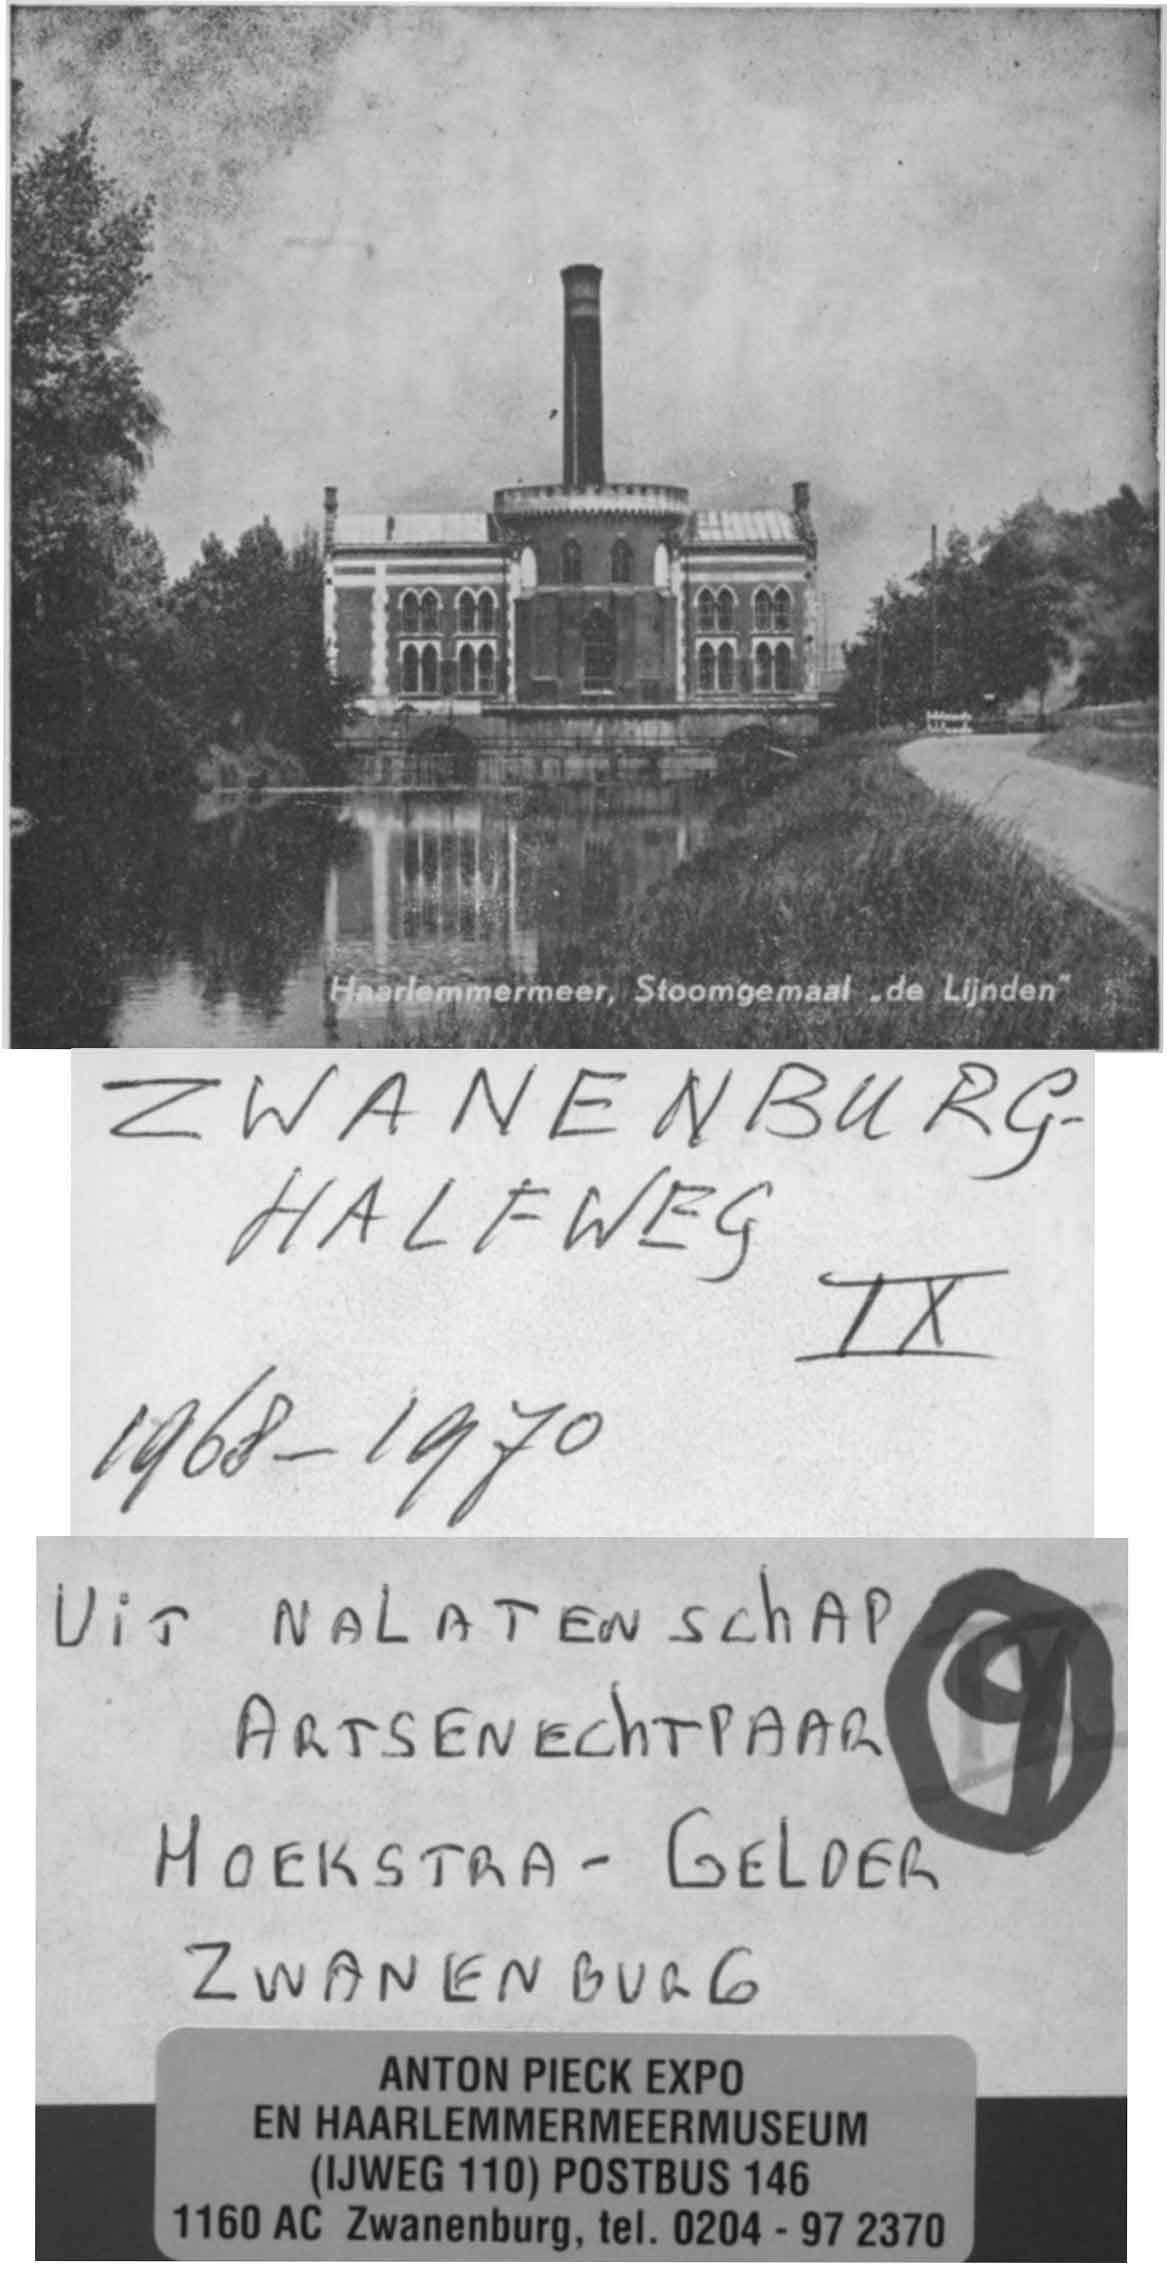 Haarlemmermeer, Stoomgemaal „de Lijnden"
ZWANENBURG-
HALFWEG
IX
1968-1970
UiT NALATENSChAP
9
ARTSENEChTPAAR
HOEKSTRA - GELDER
ZWANENBURG
ANTON PIECK EXPO
EN HAARLEMMERMEERMUSEUM
(IJWEG 110) POSTBUS 146
1160 AC Zwanenburg, tel. 0204 - 97 2370